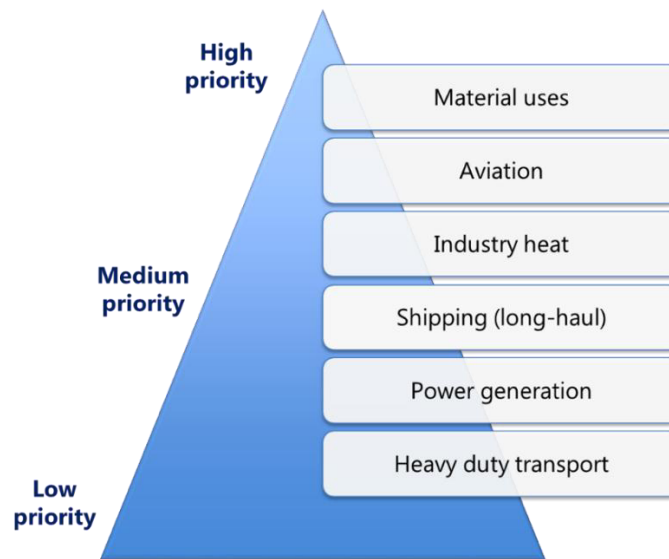 High
priority
Material uses
Aviation
Industry heat
Medium
priority
Shipping (long-haul)
Power generation
Heavy duty transport
Low
priority